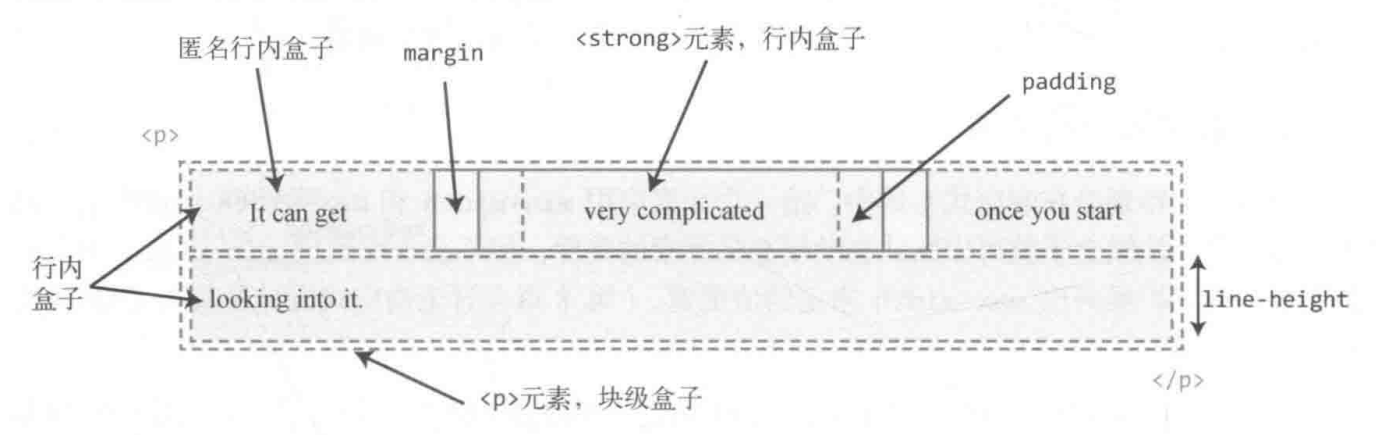 匿名行内盒子
margin
<strong>元素，行内盒子
padding
<p>
It can get
very complicated
once you start
行内
盒子
looking into it.
line-height
</p>
<p>元素，块级盒子